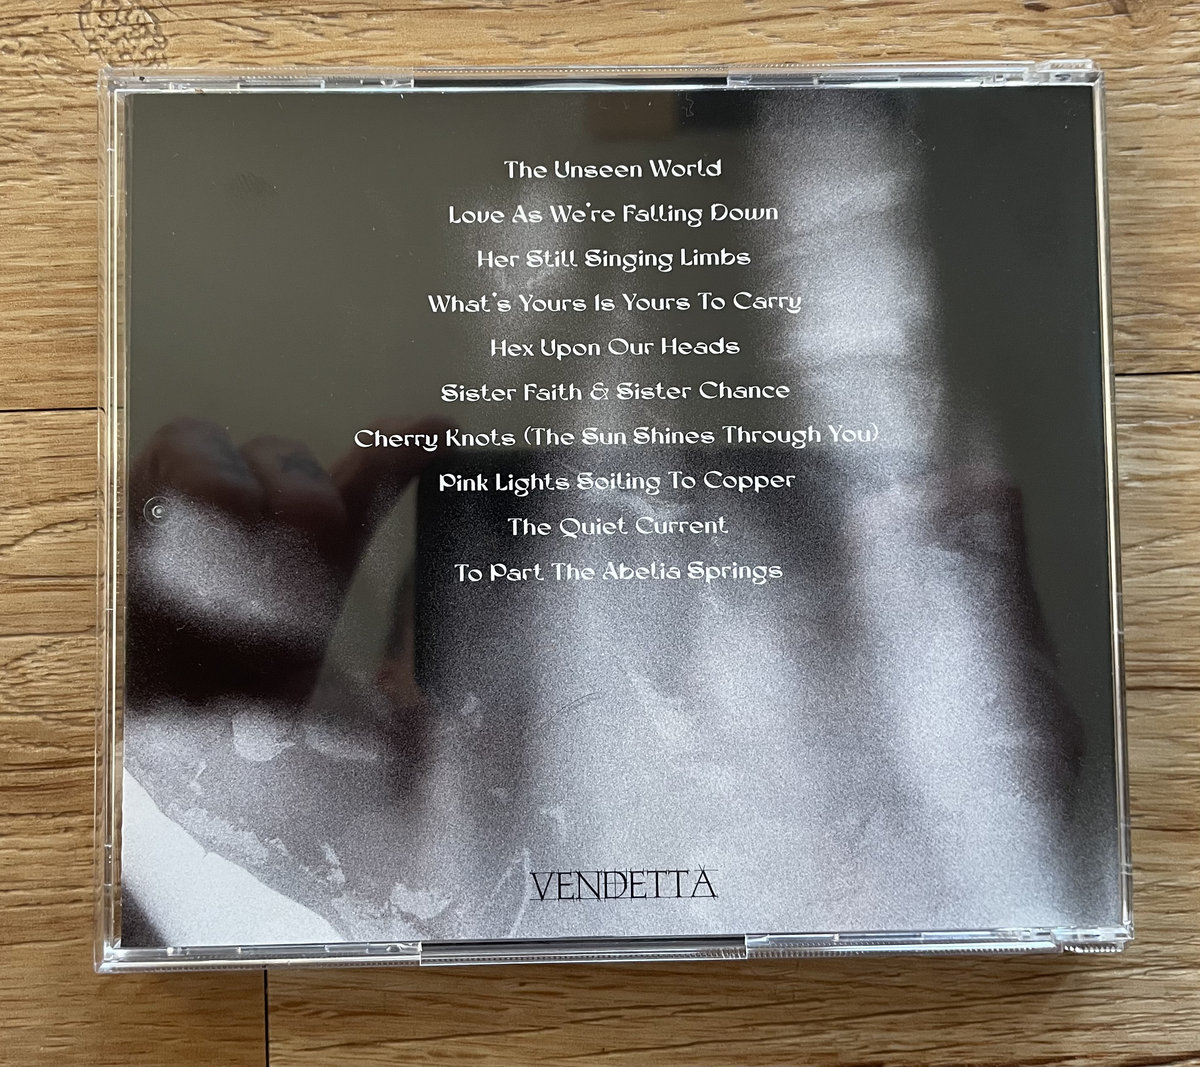 The Unseen World
Love As We're Falling Down
Her Still Singing Limbs
What's Yours Is Yours To Carry
Hex Upon Our Heads
Sister Faith & Sister Chance
Cherry Knots (The Sun Shines Through You)
Pink Lights Soiling To Copper
The Quiet Current
To Part The Abelia Springs
VENDETTA